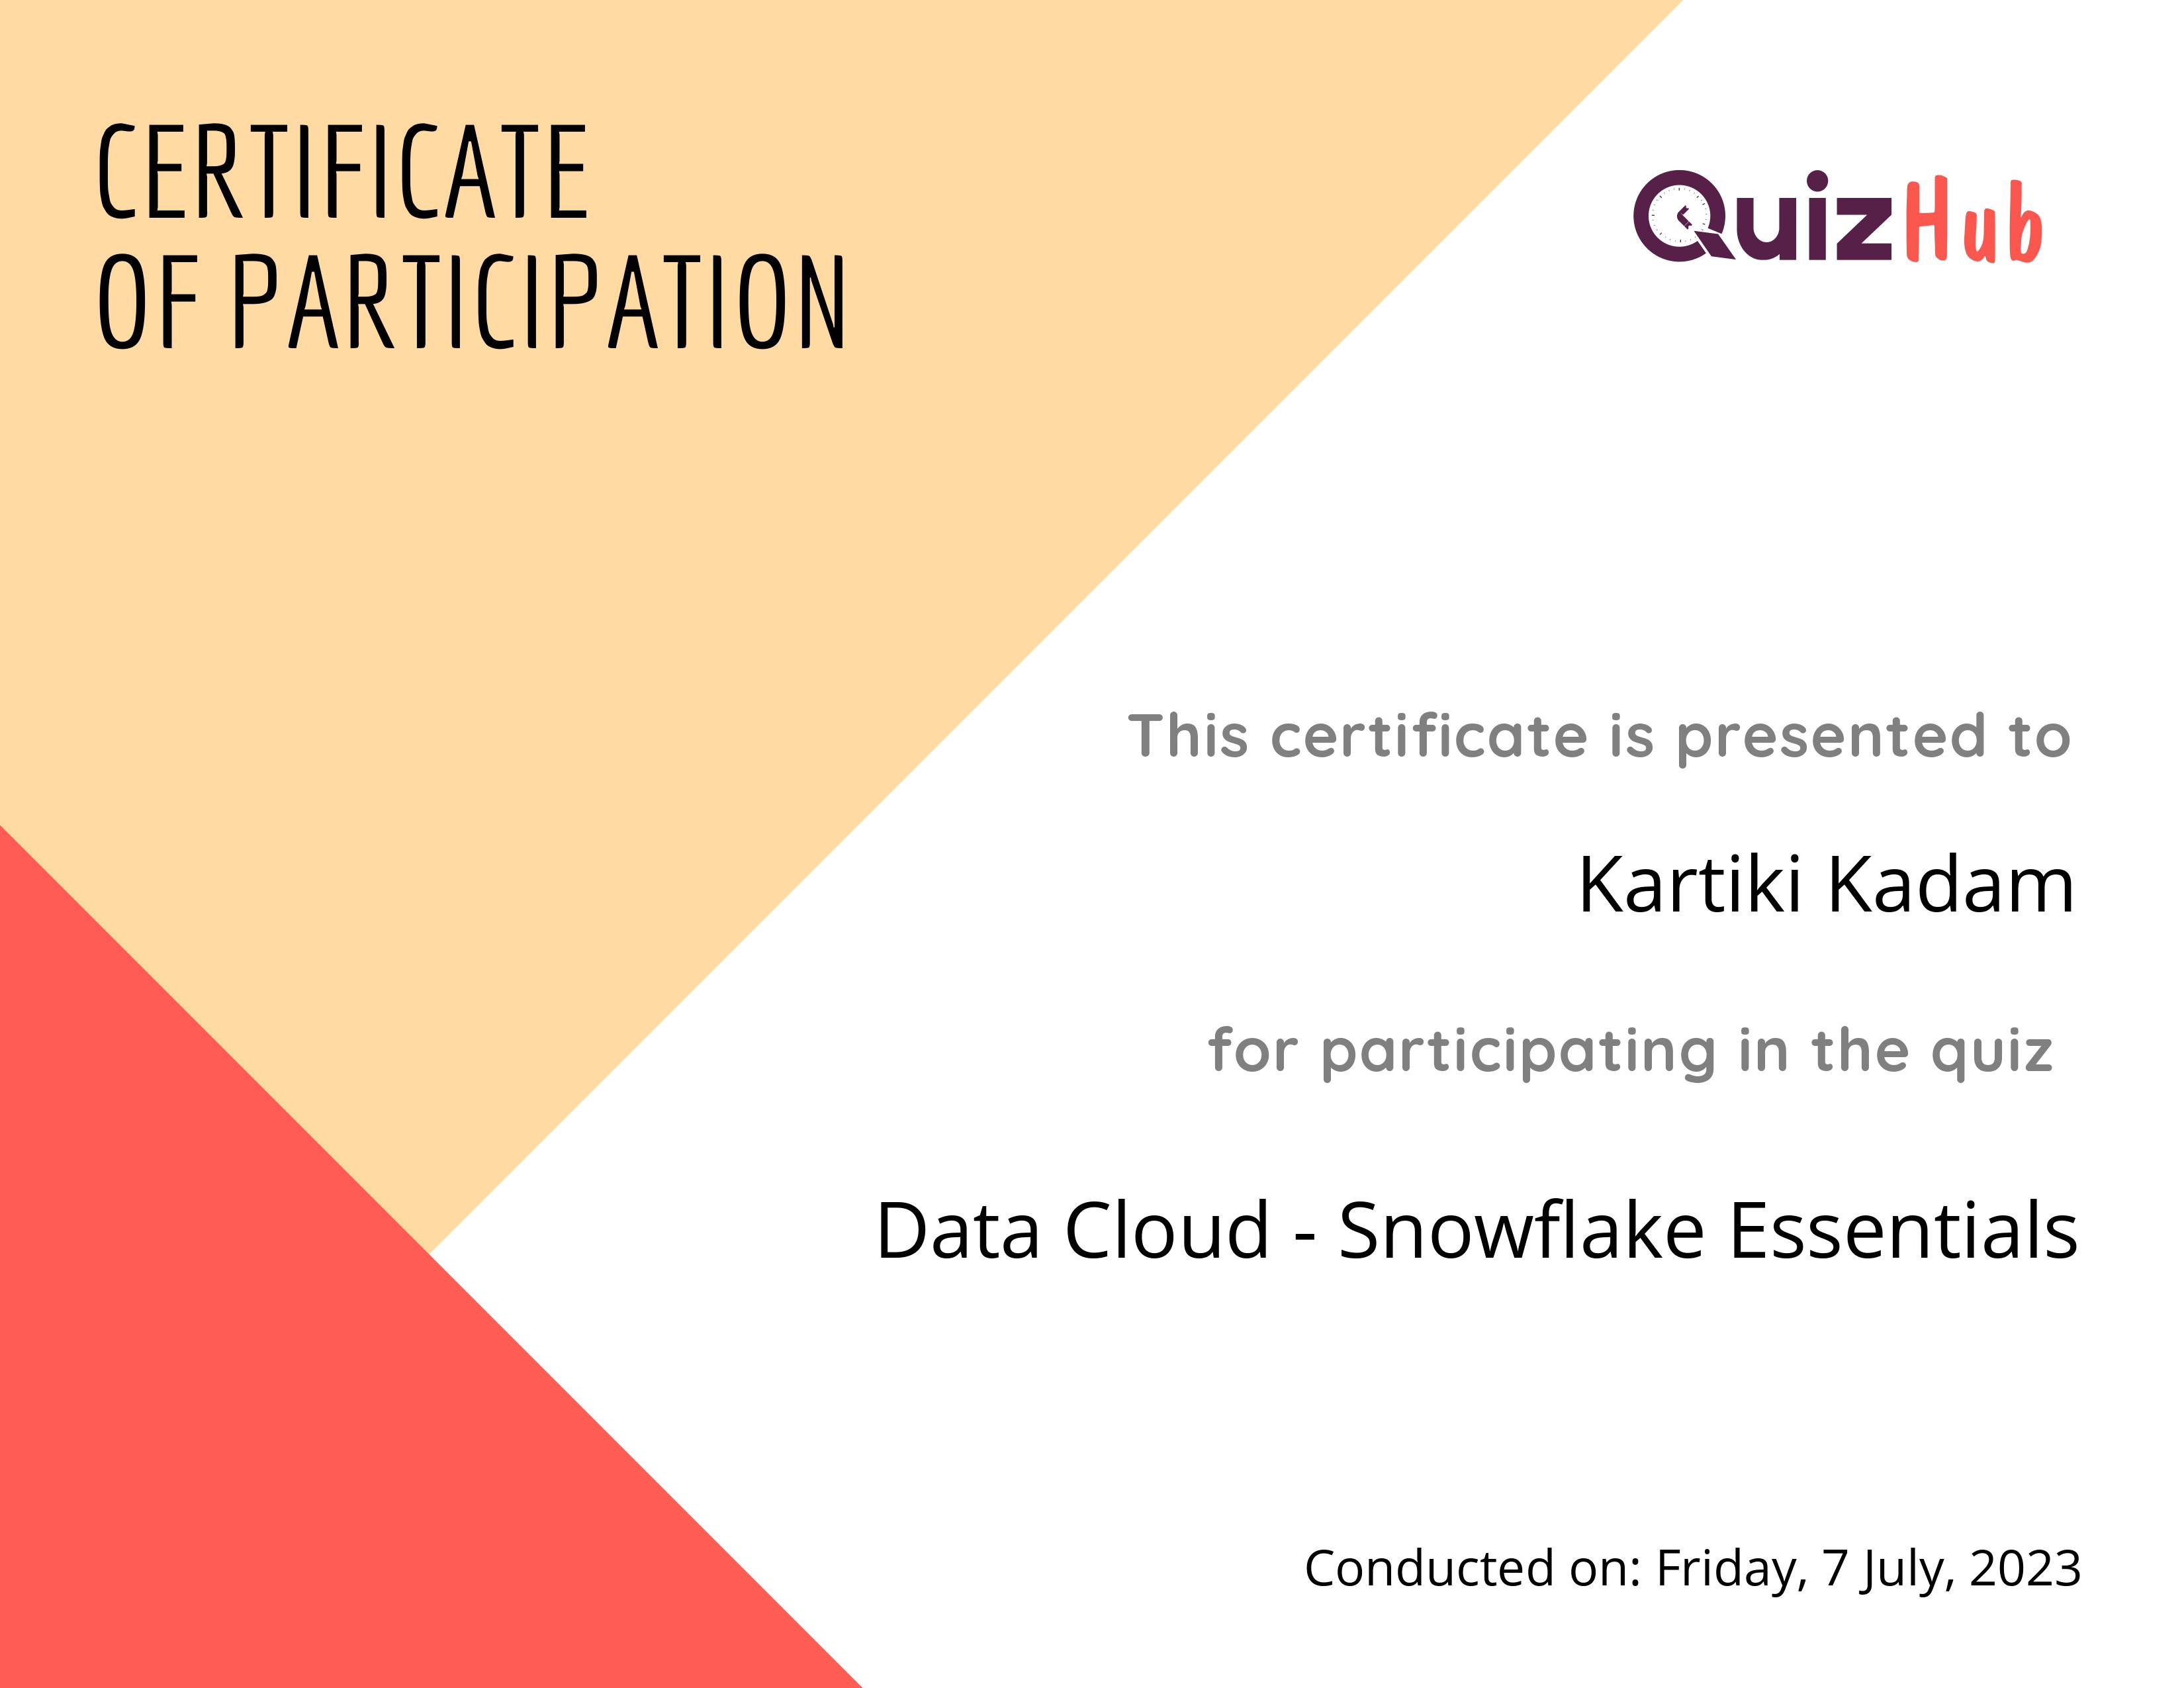 CERTIFICATE
OF PARTICIPATION
QuizHub
This certificate is presented to
Kartiki Kadam
for participating in the quiz
Data Cloud - Snowflake Essentials
Conducted on: Friday, 7 July, 2023